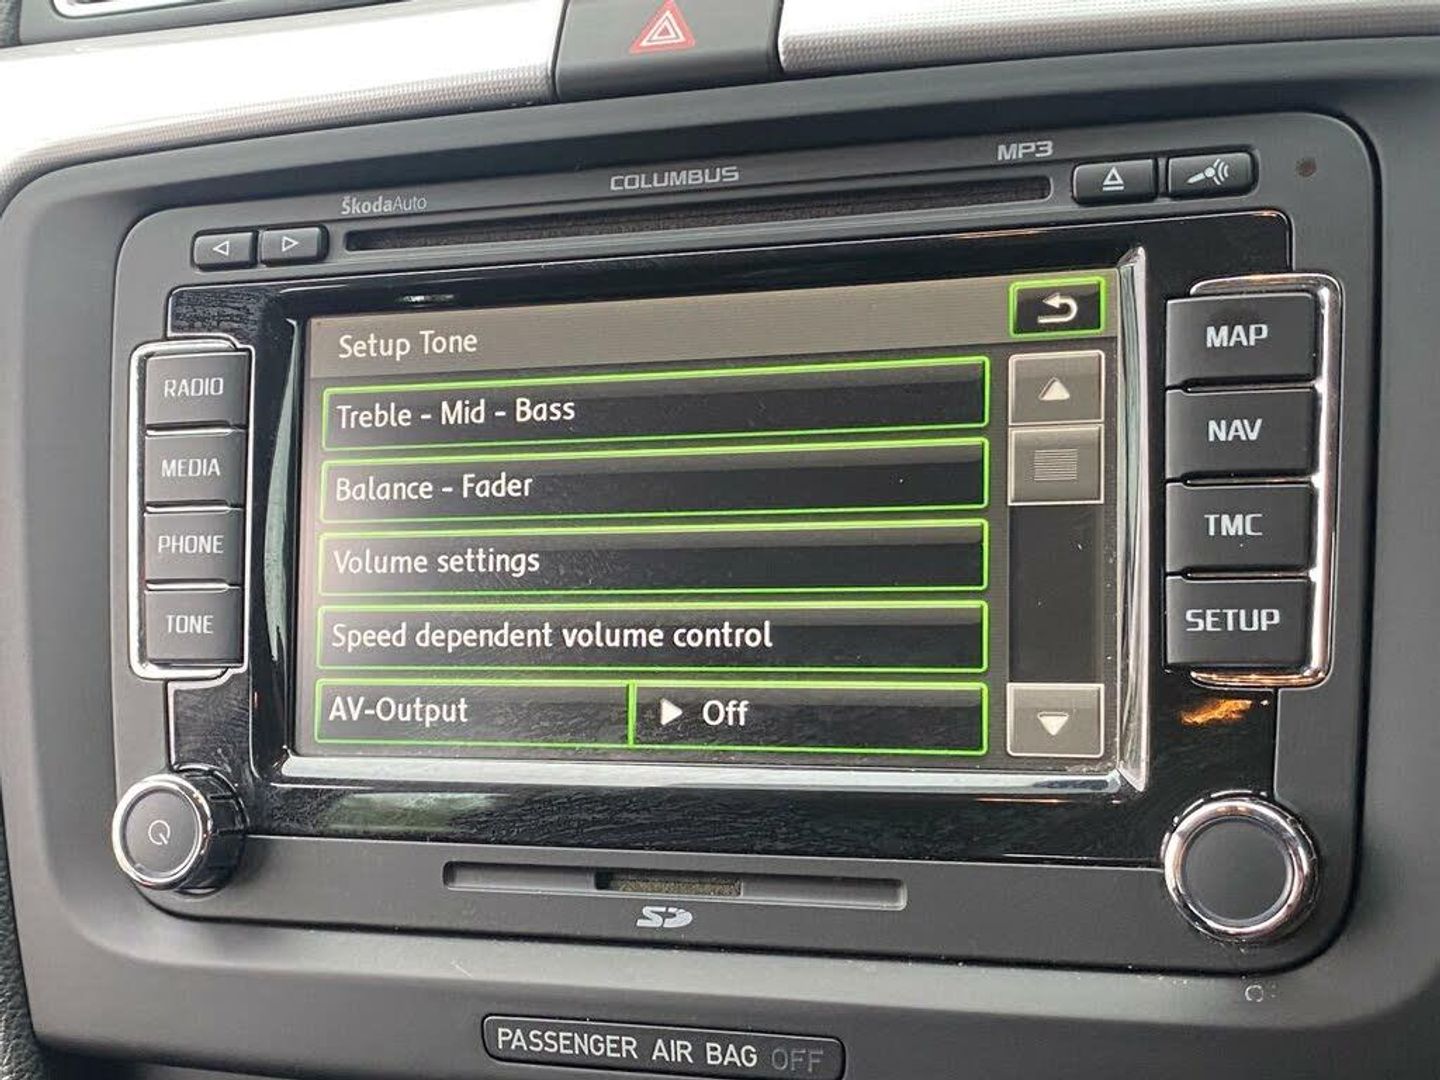 COLUMBUS
MP3
ŠkodaAuto
RADIO
MEDIA
PHONE
TONE
Setup Tone
Treble - Mid - Bass
Balance - Fader
Volume settings
Speed dependent volume control
AV-Output
Off
MAP
NAV
TMC
SETUP
SD
PASSENGER AIR BAG OFF